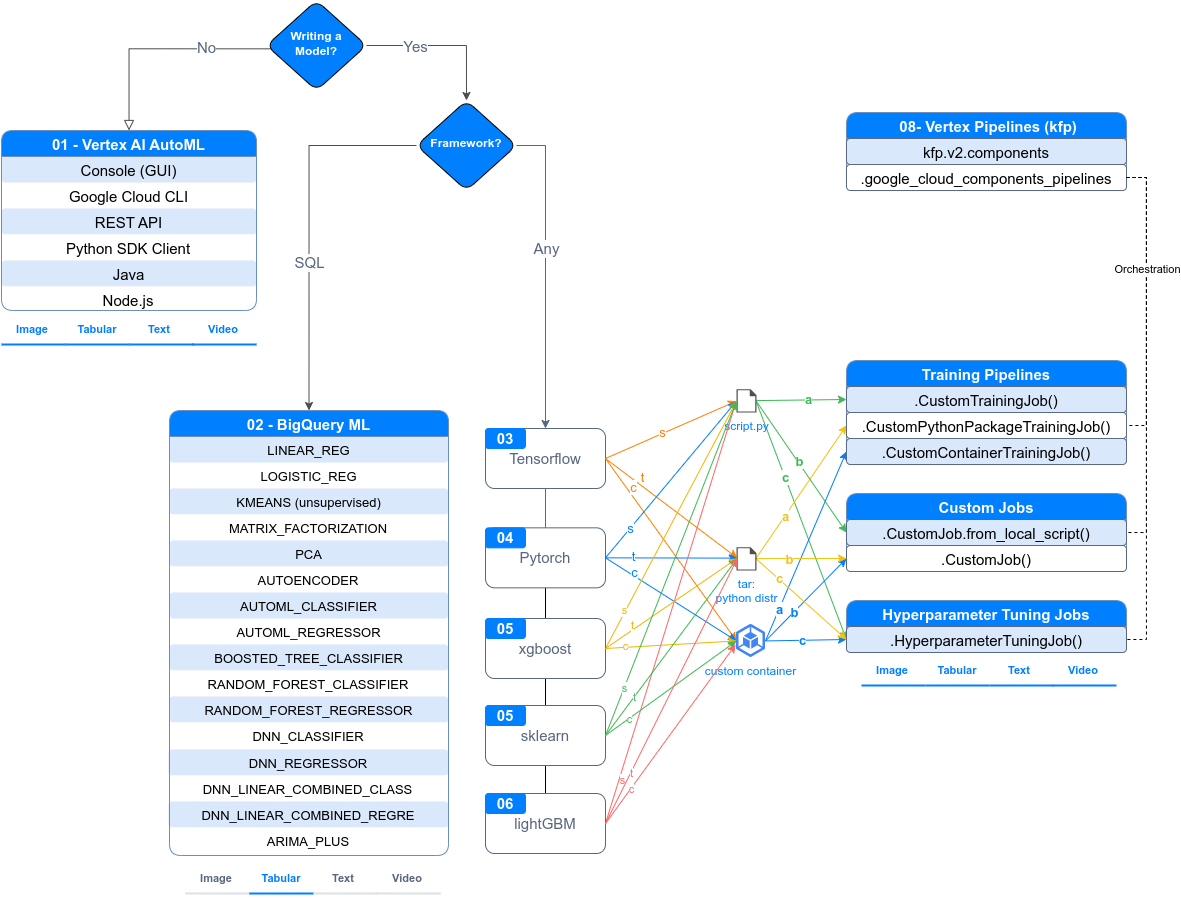 Writing a
Model?
No
Yes
Framework?
01 - Vertex AI AutoML
Console (GUI)
Google Cloud CLI
REST API
Python SDK Client
Java
Node.js
Image
Tabular
Text
Video
SQL
Any
02 - BigQuery ML
LINEAR_REG
LOGISTIC_REG
KMEANS (unsupervised)
MATRIX_FACTORIZATION
PCA
AUTOENCODER
AUTOML_CLASSIFIER
AUTOML_REGRESSOR
BOOSTED_TREE_CLASSIFIER
RANDOM_FOREST_CLASSIFIER
RANDOM_FOREST_REGRESSOR
DNN_CLASSIFIER
DNN_REGRESSOR
DNN_LINEAR_COMBINED_CLASS
DNN_LINEAR_COMBINED_REGRE
ARIMA_PLUS
Image
Tabular
Text
Video
03
Tensorflow
04
Pytorch
05
xgboost
05
sklearn
06
lightGBM
s
t
c
s
t
c
s
t
c
s
t
c
s
t
c
script.py
tar:
python distr
custom container
a
b
c
a
b
c
a
b
c
08- Vertex Pipelines (kfp)
kfp.v2.components
.google_cloud_components_pipelines
Orchestration
Training Pipelines
.CustomTrainingJob()
.CustomPythonPackageTrainingJob()
.CustomContainerTrainingJob()
Custom Jobs
.CustomJob.from_local_script()
.CustomJob()
Hyperparameter Tuning Jobs
.HyperparameterTuningJob()
Image
Tabular
Text
Video